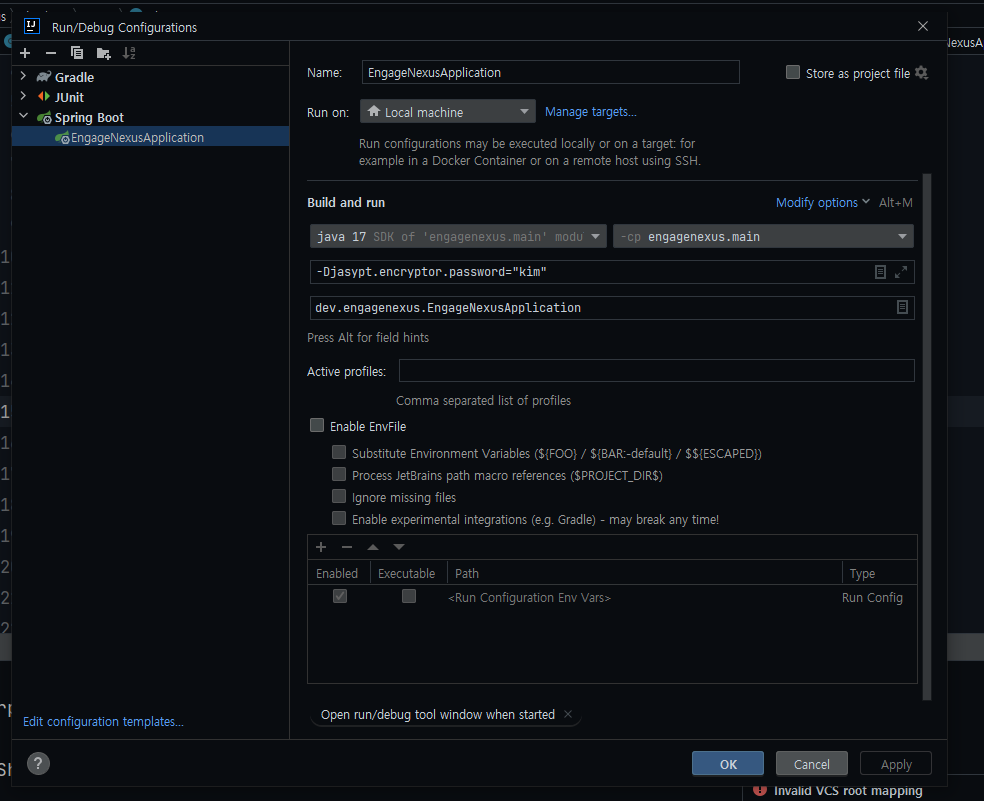 Run/Debug Configurations
Gradle
JUnit
Spring Boot
EngageNexusApplication
Edit configuration templates...
Name: EngageNexusApplication
Store as project file
Run on: Local machine Manage targets...
Run configurations may be executed locally or on a target: for
example in a Docker Container or on a remote host using SSH.
Build and run
Modify options Alt+M
java 17 SDK of 'engagenexus.main' modu
-cp engagenexus.main
-Djasypt.encryptor.password="kim"
dev.engagenexus.EngageNexusApplication
Press Alt for field hints
Active profiles:
Comma separated list of profiles
Enable EnvFile
Substitute Environment Variables (${FOO} / ${BAR:-default} / $${ESCAPED})
Process JetBrains path macro references ($PROJECT_DIR$)
Ignore missing files
Enable experimental integrations (e.g. Gradle) - may break any time!
Enabled Executable Path Type
<Run Configuration Env Vars> Run Config
Open run/debug tool window when started
? OK Cancel Apply
Invalid VCS root mapping